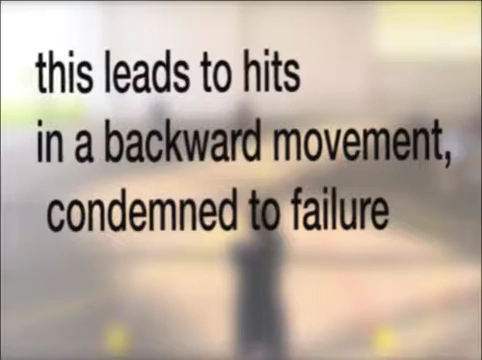 this leads to hits
in a backward movement,
condemned to failure